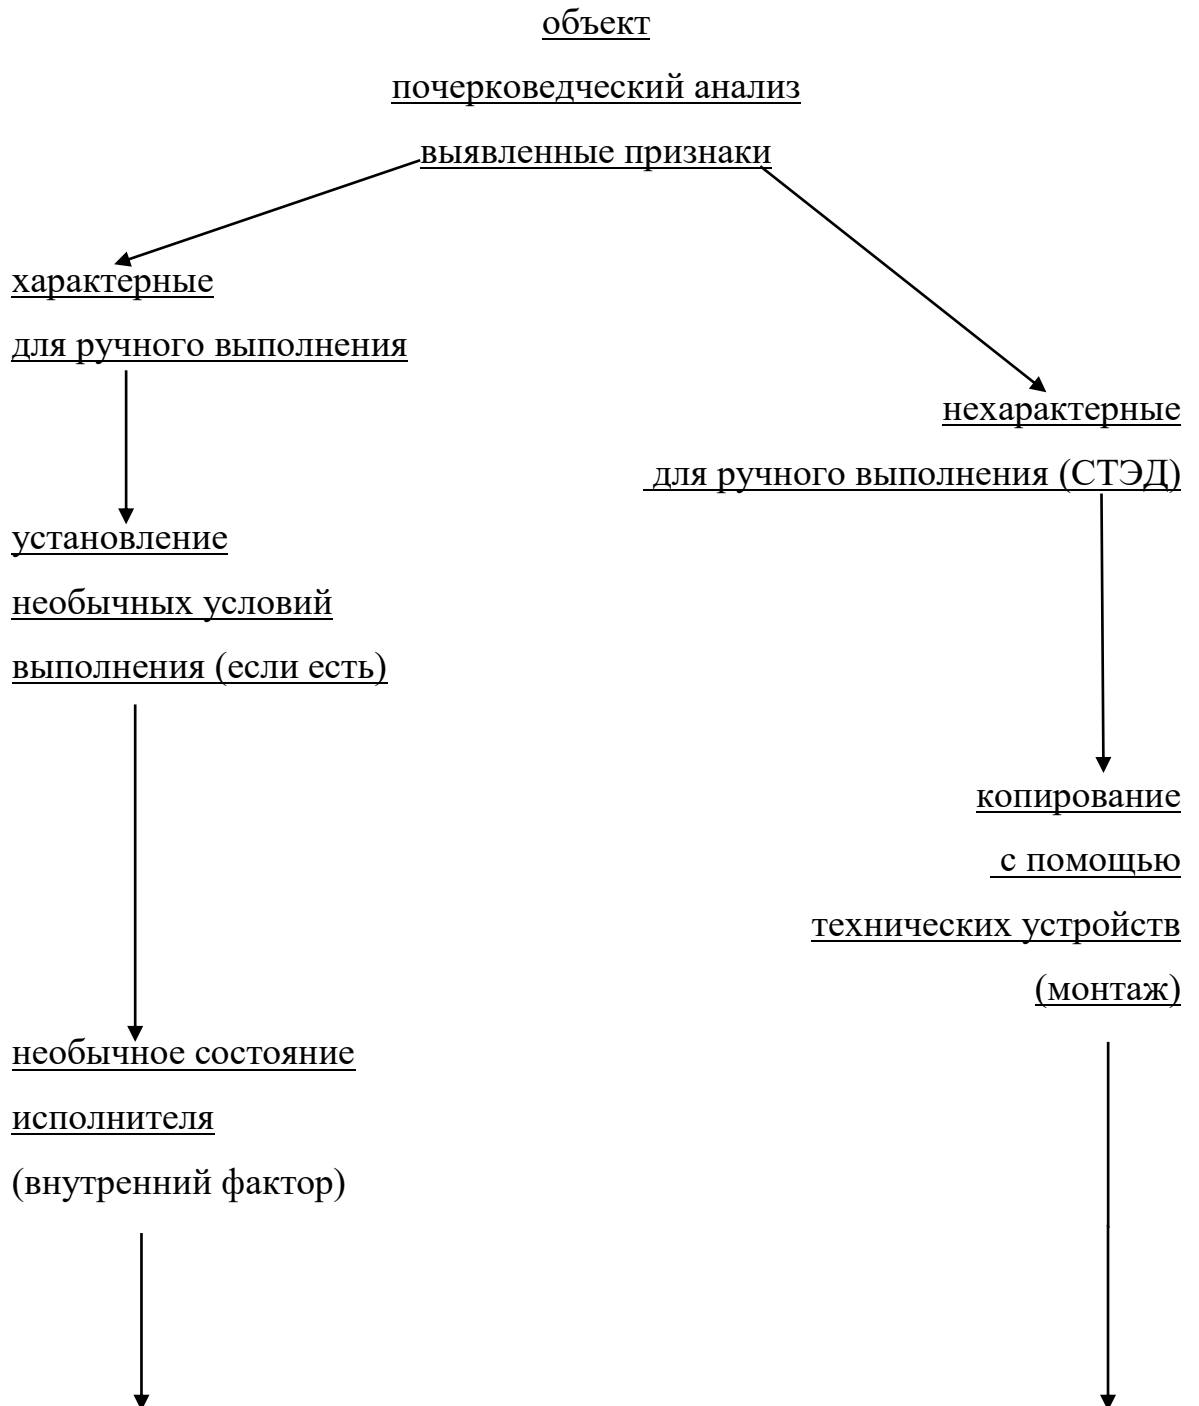 объект
почерковедческий анализ
выявленные признаки
характерные
для ручного выполнения
нехарактерные
для ручного выполнения (СТЭД)
установление
необычных условий
выполнения (если есть)
копирование
с помощью
технических устройств
(монтаж)
необычное состояние
исполнителя
(внутренний фактор)